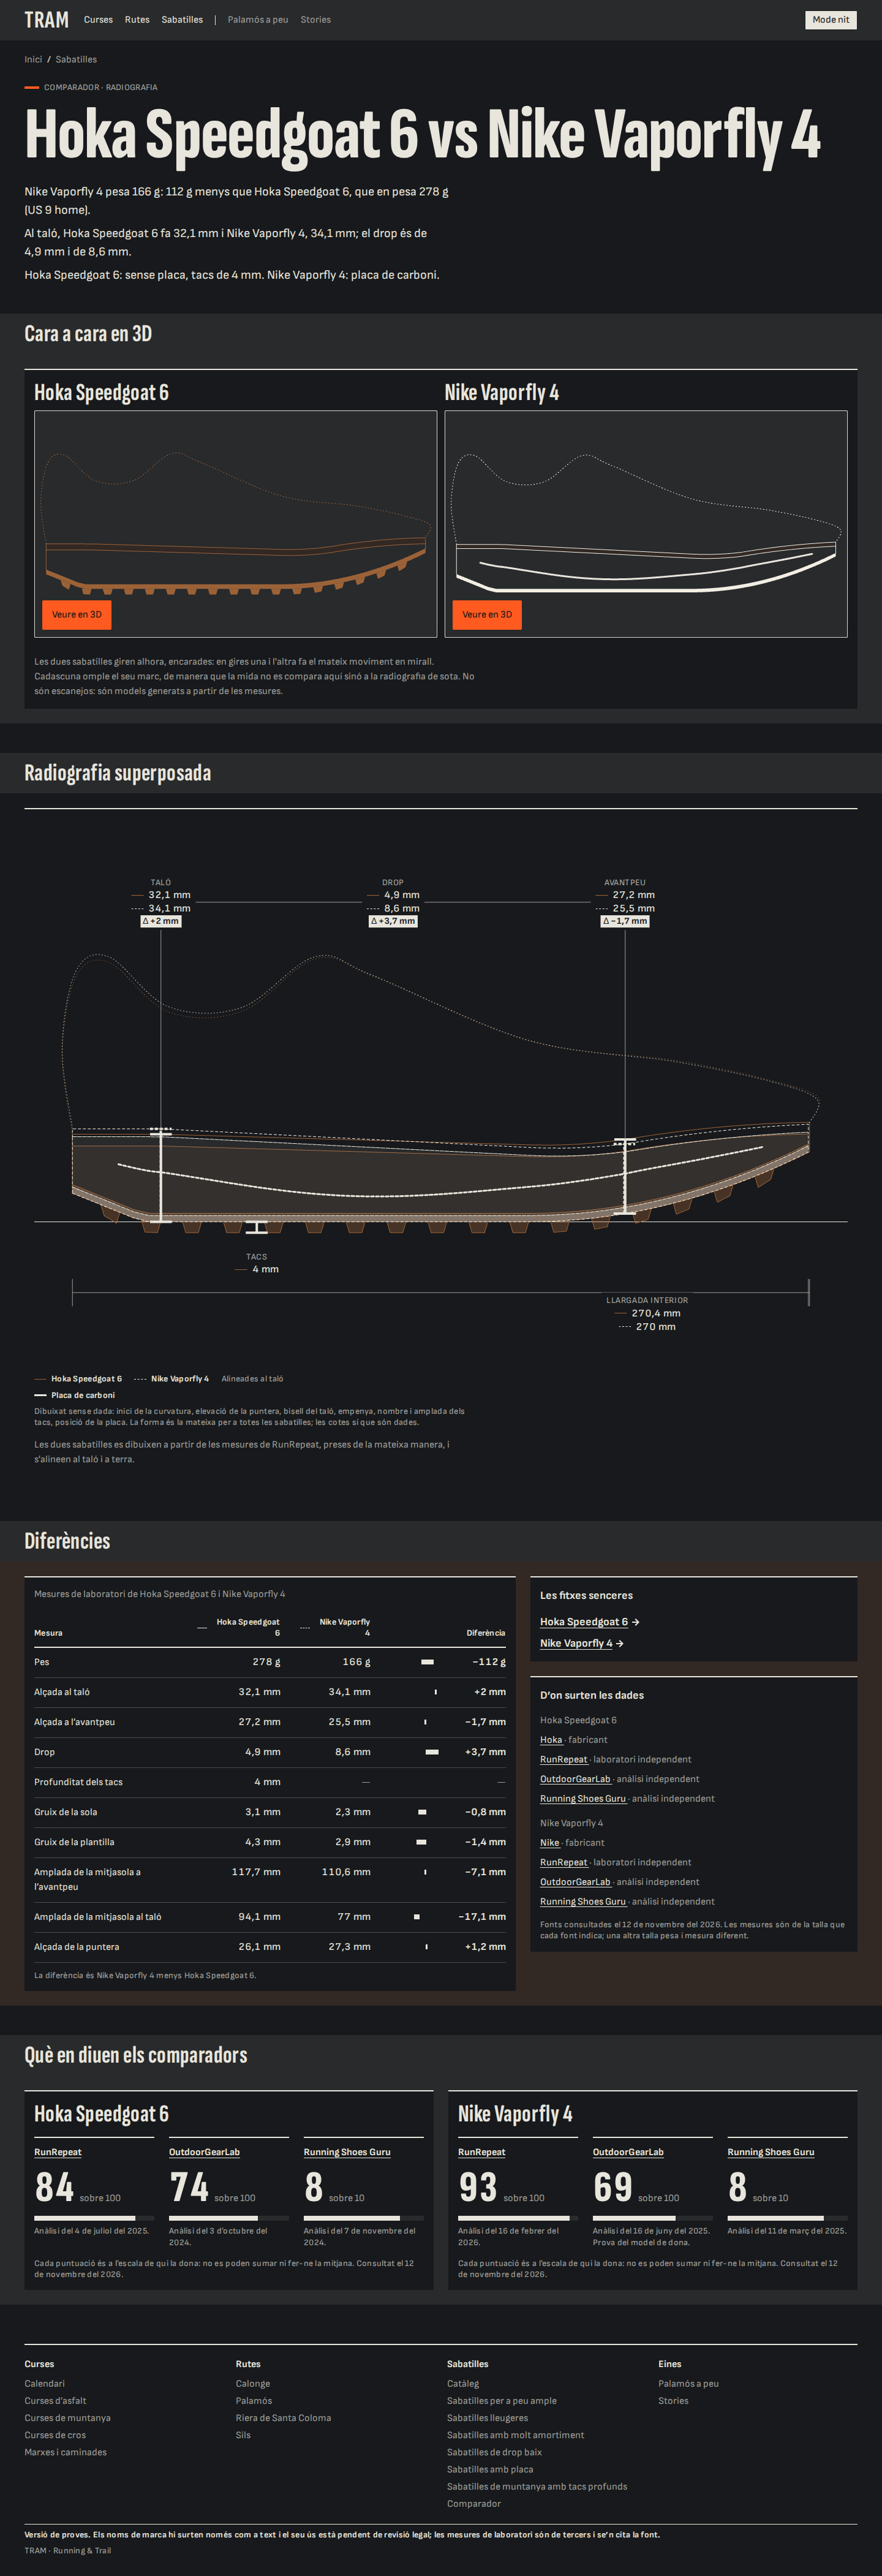 TRAM Curses Rutes Sabatilles | Palamós a peu Stories Mode nit
Inici / Sabatilles
COMPARADOR · RADIOGRAFIA
Hoka Speedgoat 6 vs Nike Vaporfly 4
Nike Vaporfly 4 pesa 166 g: 112 g menys que Hoka Speedgoat 6, que en pesa 278 g
(US 9 home).
Al taló, Hoka Speedgoat 6 fa 32,1 mm i Nike Vaporfly 4, 34,1 mm; el drop és de
4,9 mm i de 8,6 mm.
Hoka Speedgoat 6: sense placa, tacs de 4 mm. Nike Vaporfly 4: placa de carboni.
Cara a cara en 3D
Hoka Speedgoat 6 Nike Vaporfly 4
Veure en 3D Veure en 3D
Les dues sabatilles giren alhora, encarades: en gires una i l'altra fa el mateix moviment en mirall.
Cadascuna omple el seu marc, de manera que la mida no es compara aquí sinó a la radiografia de sota. No
són escanejos: són models generats a partir de les mesures.
Radiografia superposada
TALÓ DROP AVANTPEU
32,1 mm 4,9 mm 27,2 mm
34,1 mm 8,6 mm 25,5 mm
Δ +2 mm Δ +3,7 mm Δ −1,7 mm
TACS
4 mm
LLARGADA INTERIOR
270,4 mm
270 mm
Hoka Speedgoat 6 Nike Vaporfly 4 Alineades al taló
Placa de carboni
Dibuixat sense dada: inici de la curvatura, elevació de la puntera, bisell del taló, empenya, nombre i amplada dels
tacs, posició de la placa. La forma és la mateixa per a totes les sabatilles; les cotes sí que són dades.
Les dues sabatilles es dibuixen a partir de les mesures de RunRepeat, preses de la mateixa manera, i
s'alineen al taló i a terra.
Diferències
Mesures de laboratori de Hoka Speedgoat 6 i Nike Vaporfly 4
Mesura Hoka Speedgoat 6 Nike Vaporfly 4 Diferència
Pes 278 g 166 g −112 g
Alçada al taló 32,1 mm 34,1 mm +2 mm
Alçada a l'avantpeu 27,2 mm 25,5 mm −1,7 mm
Drop 4,9 mm 8,6 mm +3,7 mm
Profunditat dels tacs 4 mm — —
Gruix de la sola 3,1 mm 2,3 mm −0,8 mm
Gruix de la plantilla 4,3 mm 2,9 mm −1,4 mm
Amplada de la mitjasola a l'avantpeu 117,7 mm 110,6 mm −7,1 mm
Amplada de la mitjasola al taló 94,1 mm 77 mm −17,1 mm
Alçada de la puntera 26,1 mm 27,3 mm +1,2 mm
La diferència és Nike Vaporfly 4 menys Hoka Speedgoat 6.
Les fitxes senceres
Hoka Speedgoat 6 →
Nike Vaporfly 4 →
D'on surten les dades
Hoka Speedgoat 6
Hoka · fabricant
RunRepeat · laboratori independent
OutdoorGearLab · anàlisi independent
Running Shoes Guru · anàlisi independent
Nike Vaporfly 4
Nike · fabricant
RunRepeat · laboratori independent
OutdoorGearLab · anàlisi independent
Running Shoes Guru · anàlisi independent
Fonts consultades el 12 de novembre del 2026. Les mesures són de la talla que
cada font indica; una altra talla pesa i mesura diferent.
Què en diuen els comparadors
Hoka Speedgoat 6
RunRepeat OutdoorGearLab Running Shoes Guru
84 sobre 100 74 sobre 100 8 sobre 10
Anàlisi del 4 de juliol del 2025. Anàlisi del 3 d'octubre del 2024. Anàlisi del 7 de novembre del 2024.
Cada puntuació és a l'escala de qui la dona: no es poden sumar ni fer-ne la mitjana. Consultat el 12
de novembre del 2026.
Nike Vaporfly 4
RunRepeat OutdoorGearLab Running Shoes Guru
93 sobre 100 69 sobre 100 8 sobre 10
Anàlisi del 16 de febrer del 2026. Anàlisi del 16 de juny del 2025. Prova del model de dona. Anàlisi del 11 de març del 2025.
Cada puntuació és a l'escala de qui la dona: no es poden sumar ni fer-ne la mitjana. Consultat el 12
de novembre del 2026.
Curses Rutes Sabatilles Eines
Calendari Calonge Catàleg Palamós a peu
Curses d'asfalt Palamós Sabatilles per a peu ample Stories
Curses de muntanya Riera de Santa Coloma Sabatilles lleugeres
Curses de cros Sils Sabatilles amb molt amortiment
Marxes i caminades Sabatilles de drop baix
Sabatilles amb placa
Sabatilles de muntanya amb tacs profunds
Comparador
Versió de proves. Els noms de marca hi surten només com a text i el seu ús està pendent de revisió legal; les mesures de laboratori són de tercers i se'n cita la font.
TRAM · Running & Trail